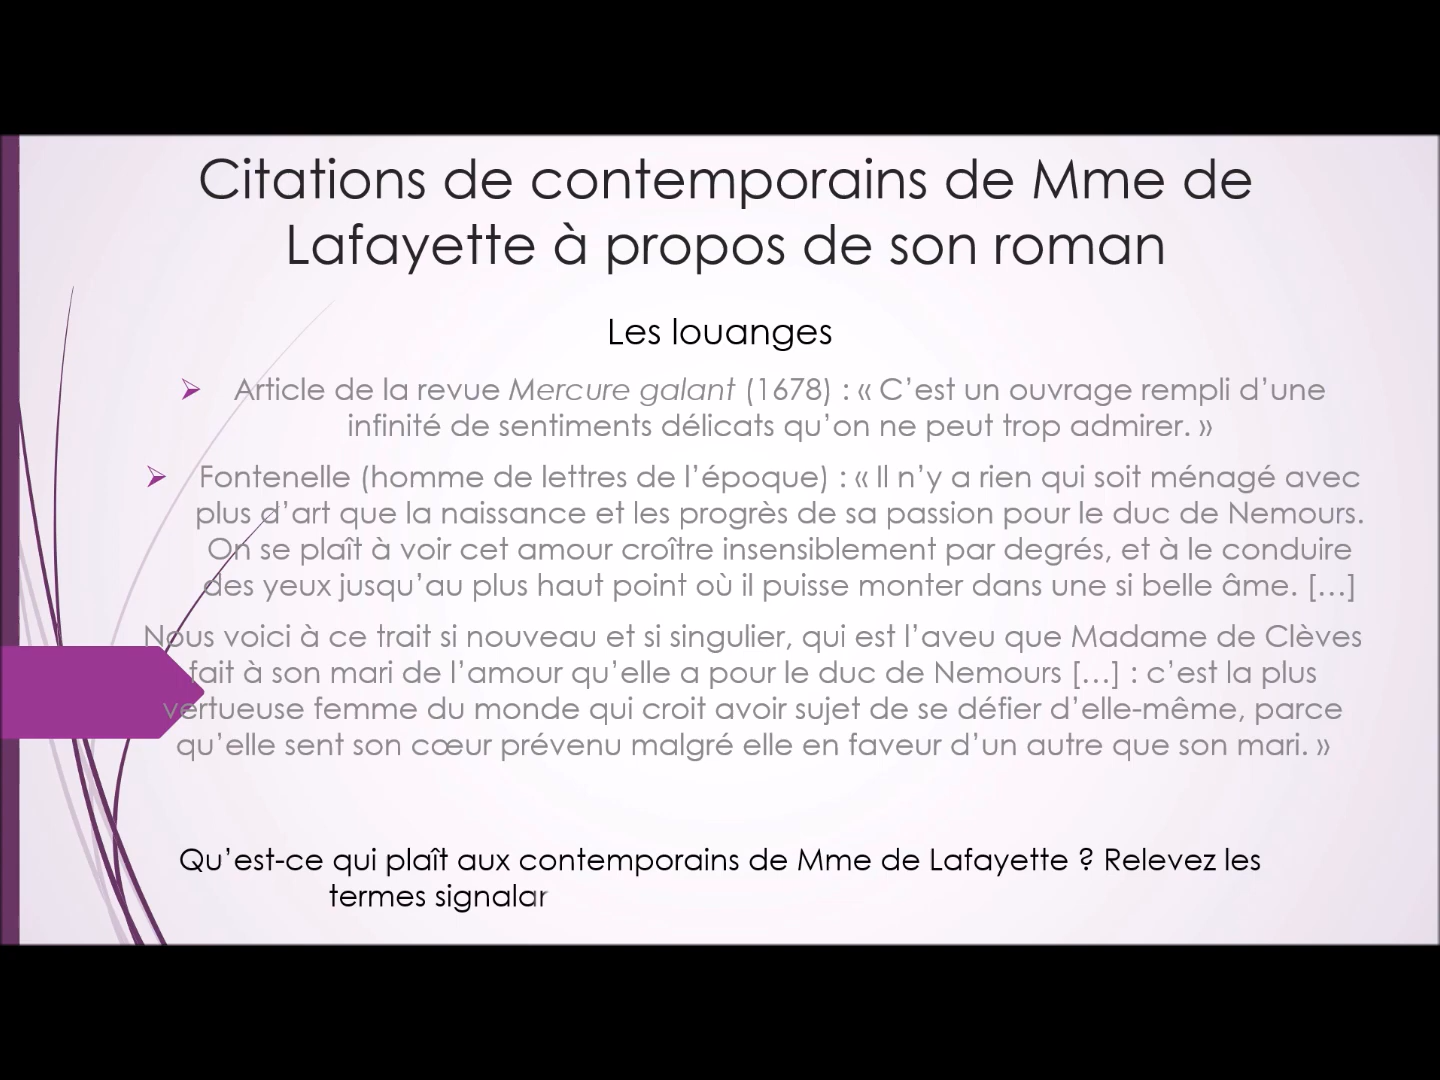 Citations de contemporains de Mme de
Lafayette à propos de son roman
Les louanges
Article de la revue Mercure galant (1678) : « C’est un ouvrage rempli d’une
infinité de sentiments délicats qu’on ne peut trop admirer. »
Fontenelle (homme de lettres de l’époque) : « Il n’y a rien qui soit ménagé avec
plus d’art que la naissance et les progrès de sa passion pour le duc de Nemours.
On se plaît à voir cet amour croître insensiblement par degrés, et à le conduire
des yeux jusqu’au plus haut point où il puisse monter dans une si belle âme. […]
Nous voici à ce trait si nouveau et si singulier, qui est l’aveu que Madame de Clèves
fait à son mari de l’amour qu’elle a pour le duc de Nemours […] : c’est la plus
vertueuse femme du monde qui croit avoir sujet de se défier d’elle-même, parce
qu’elle sent son cœur prévenu malgré elle en faveur d’un autre que son mari. »
Qu’est-ce qui plaît aux contemporains de Mme de Lafayette ? Relevez les
termes signalar